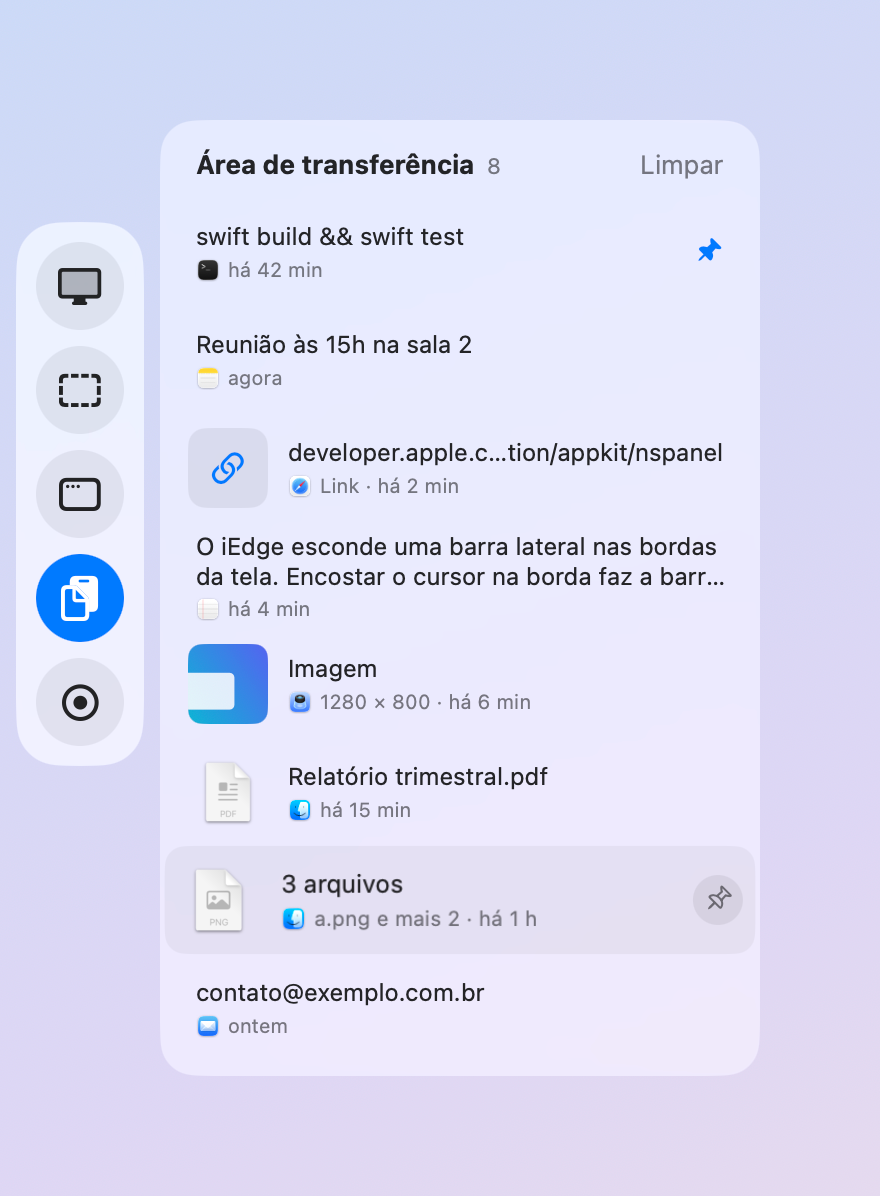 Área de transferência 8 Limpar
swift build && swift test
há 42 min
Reunião às 15h na sala 2
agora
developer.apple.c...tion/appkit/nspanel
Link · há 2 min
O iEdge esconde uma barra lateral nas bordas
da tela. Encostar o cursor na borda faz a barr...
há 4 min
Imagem
1280 × 800 · há 6 min
Relatório trimestral.pdf
PDF
há 15 min
3 arquivos
PNG
a.png e mais 2 · há 1 h
contato@exemplo.com.br
ontem